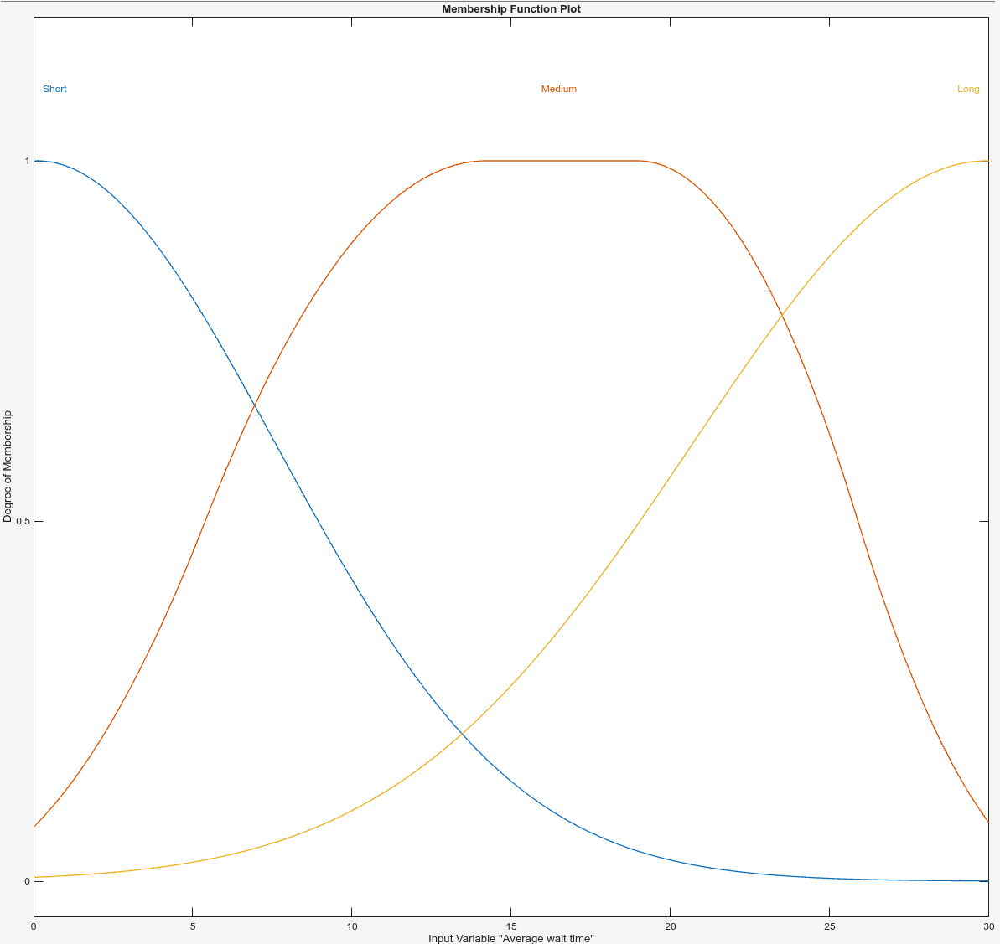 Membership Function Plot
Short Medium Long
1
0.5
0
Degree of Membership
0 5 10 15 20 25 30
Input Variable "Average wait time"